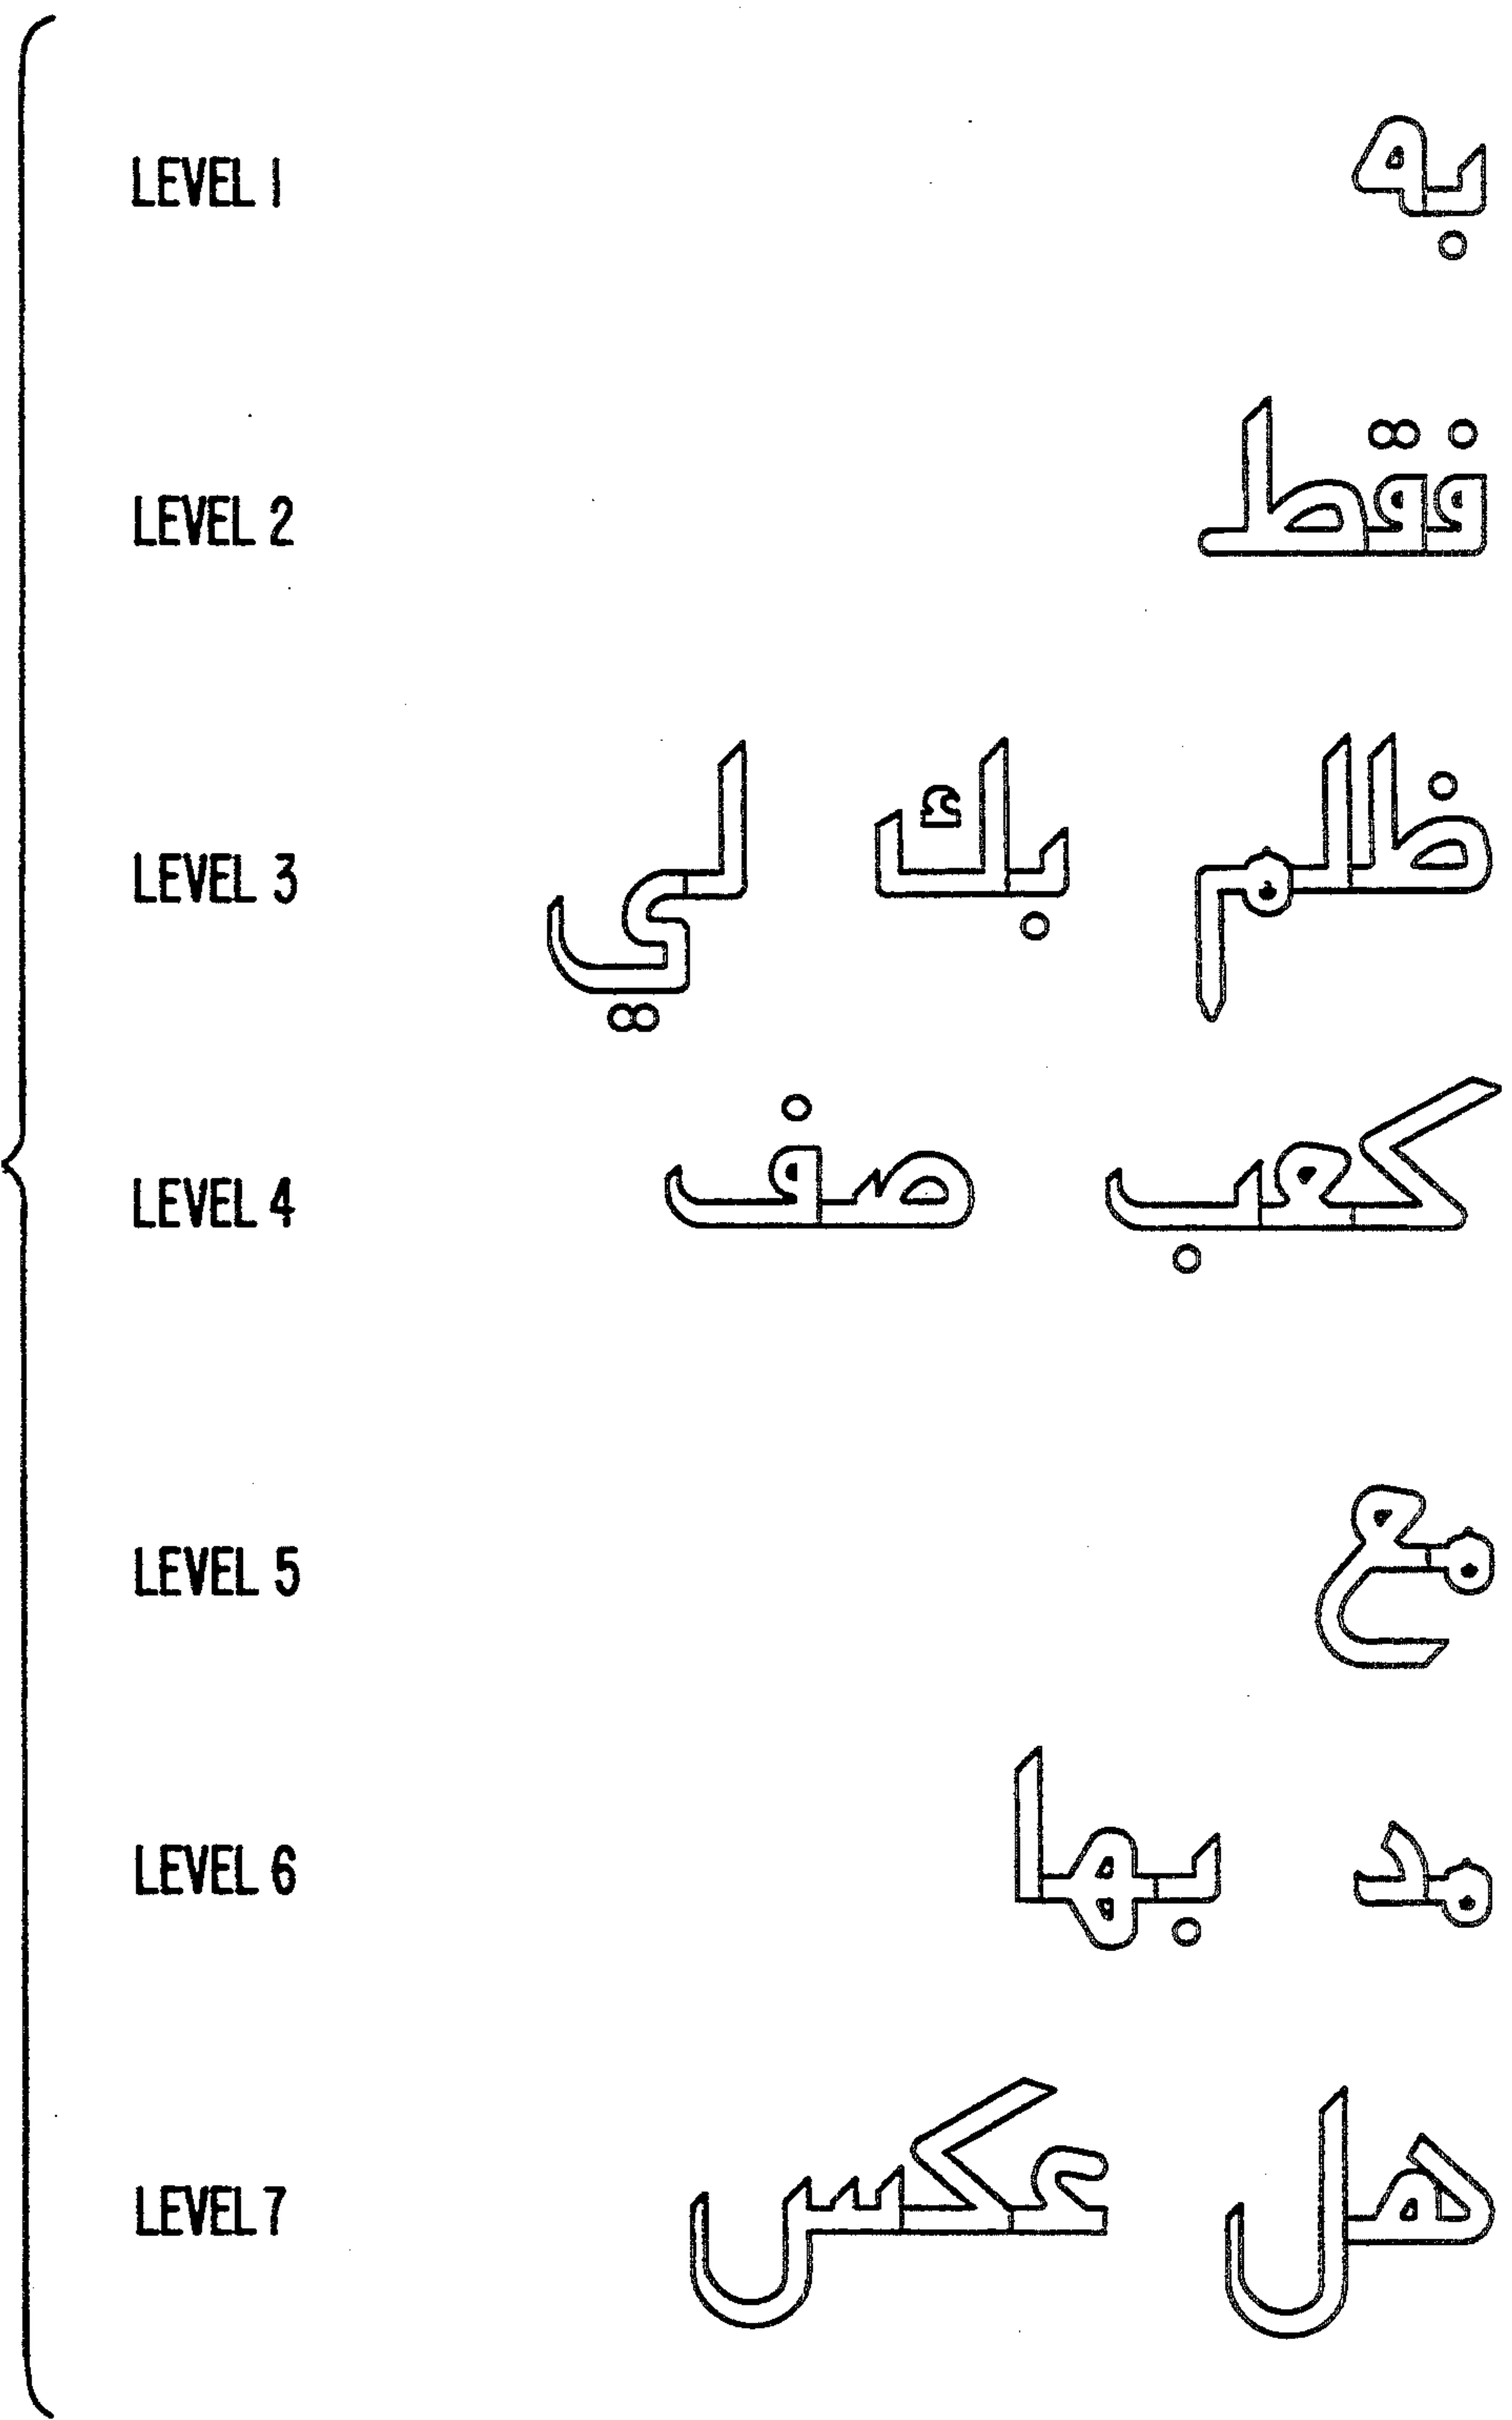 LEVEL 1 به
LEVEL 2 فقط
LEVEL 3 ظلم بك لي
LEVEL 4 كعب صف
LEVEL 5 مع
LEVEL 6 مد بها
LEVEL 7 هل عكس